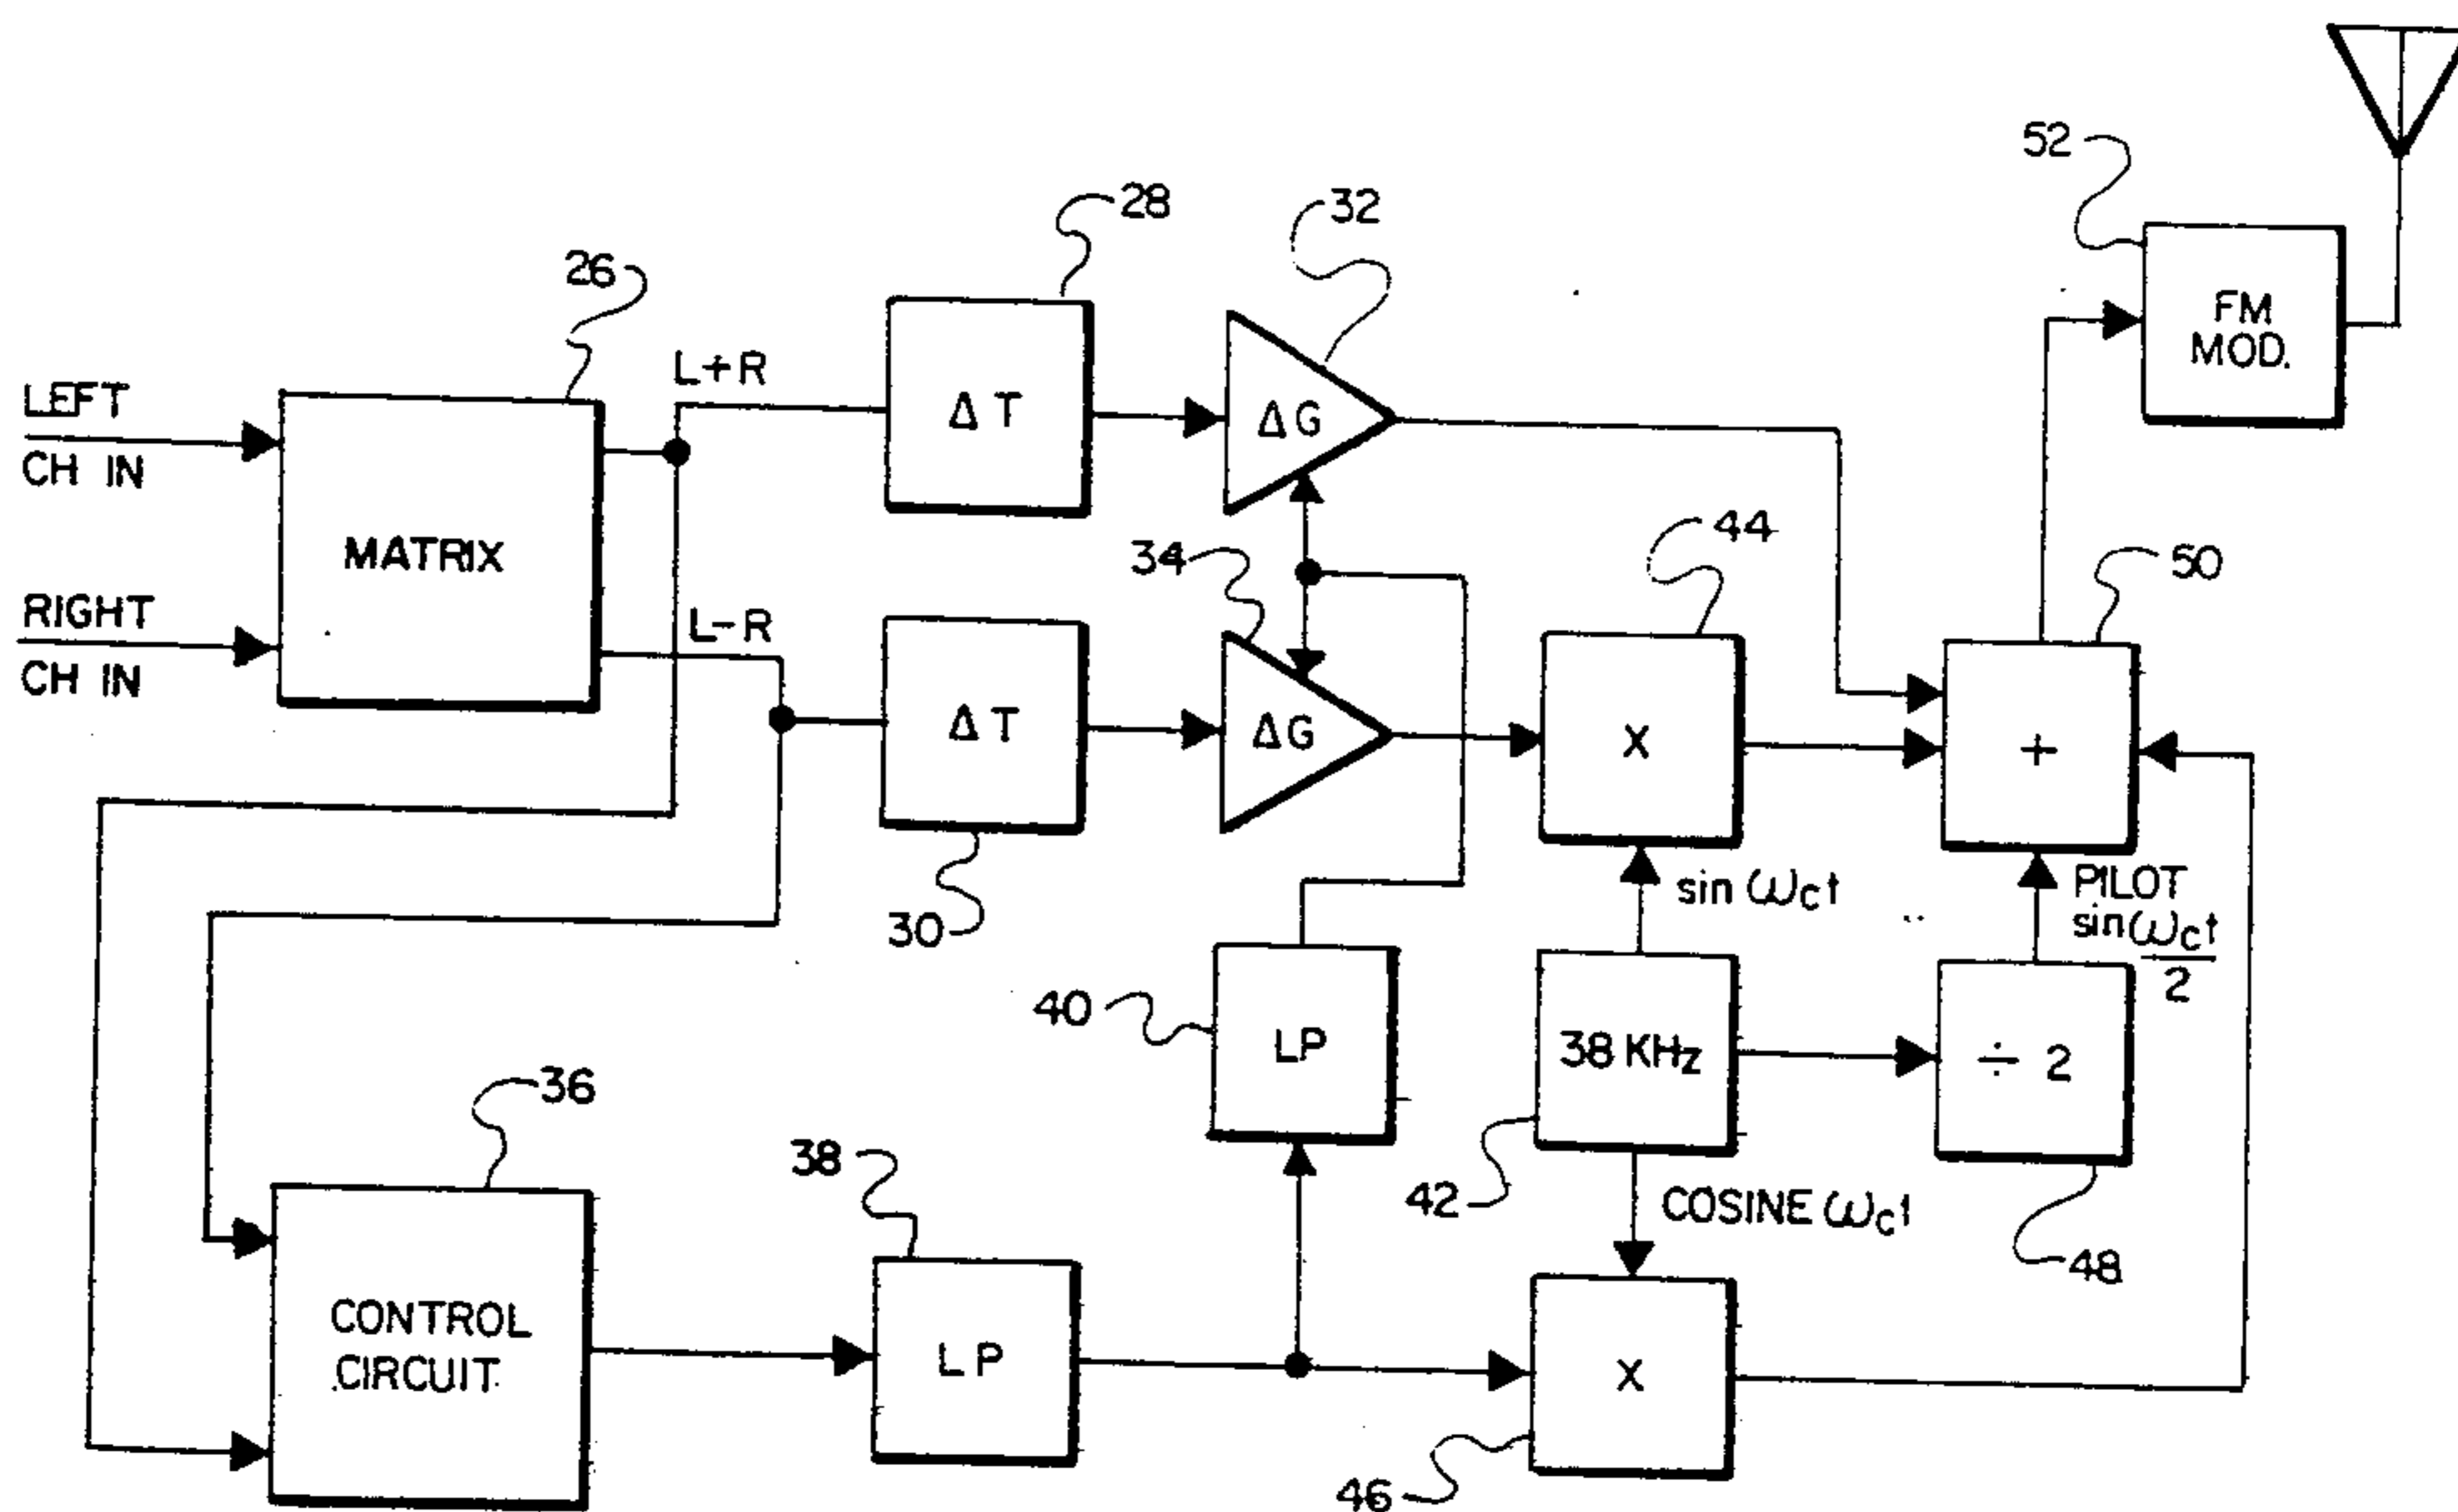 52
28
32
26
FM
MOD.
L+R
LEFT
CH IN
Δ T
ΔG
44
34
50
MATRIX
RIGHT
CH IN
L-R
Δ T
ΔG
X
+
sin ωct
PILOT
sin ωct
2
30
40
LP
38 KHz
÷ 2
36
38
42
COSINE ωct
48
CONTROL
CIRCUIT
LP
X
46